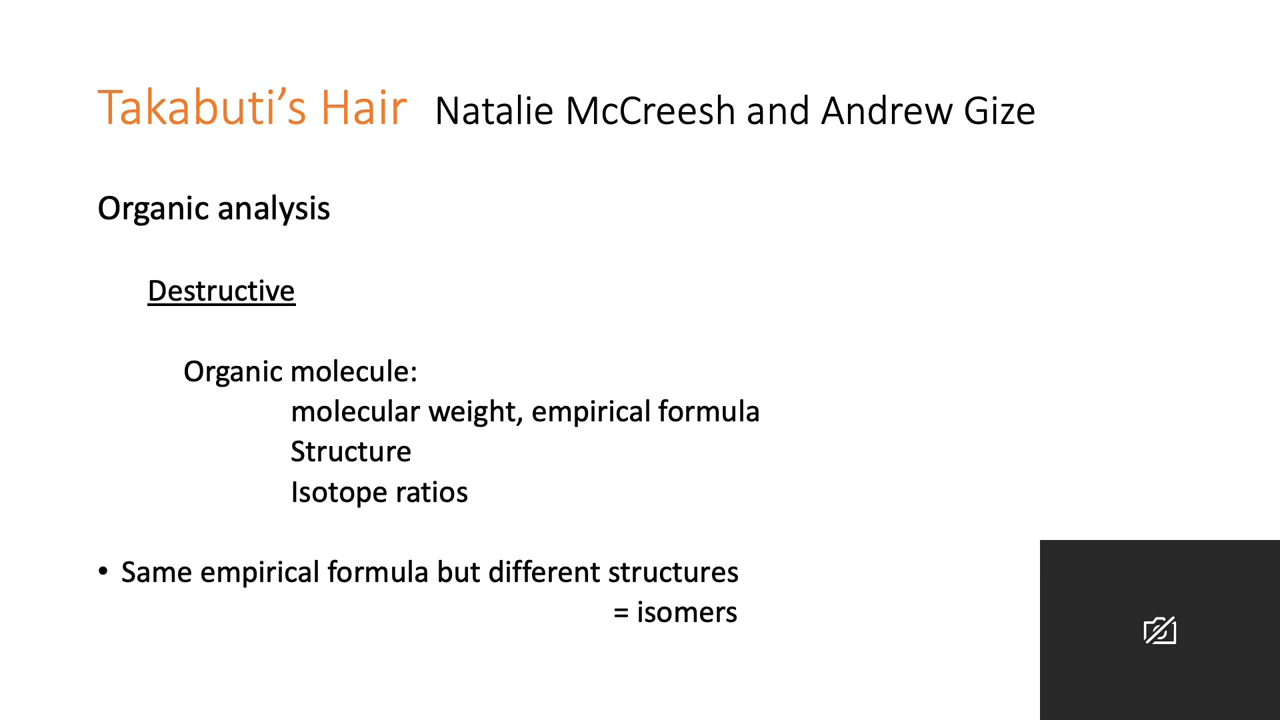 Takabuti’s Hair Natalie McCreesh and Andrew Gize
Organic analysis
Destructive
Organic molecule:
molecular weight, empirical formula
Structure
Isotope ratios
• Same empirical formula but different structures
= isomers